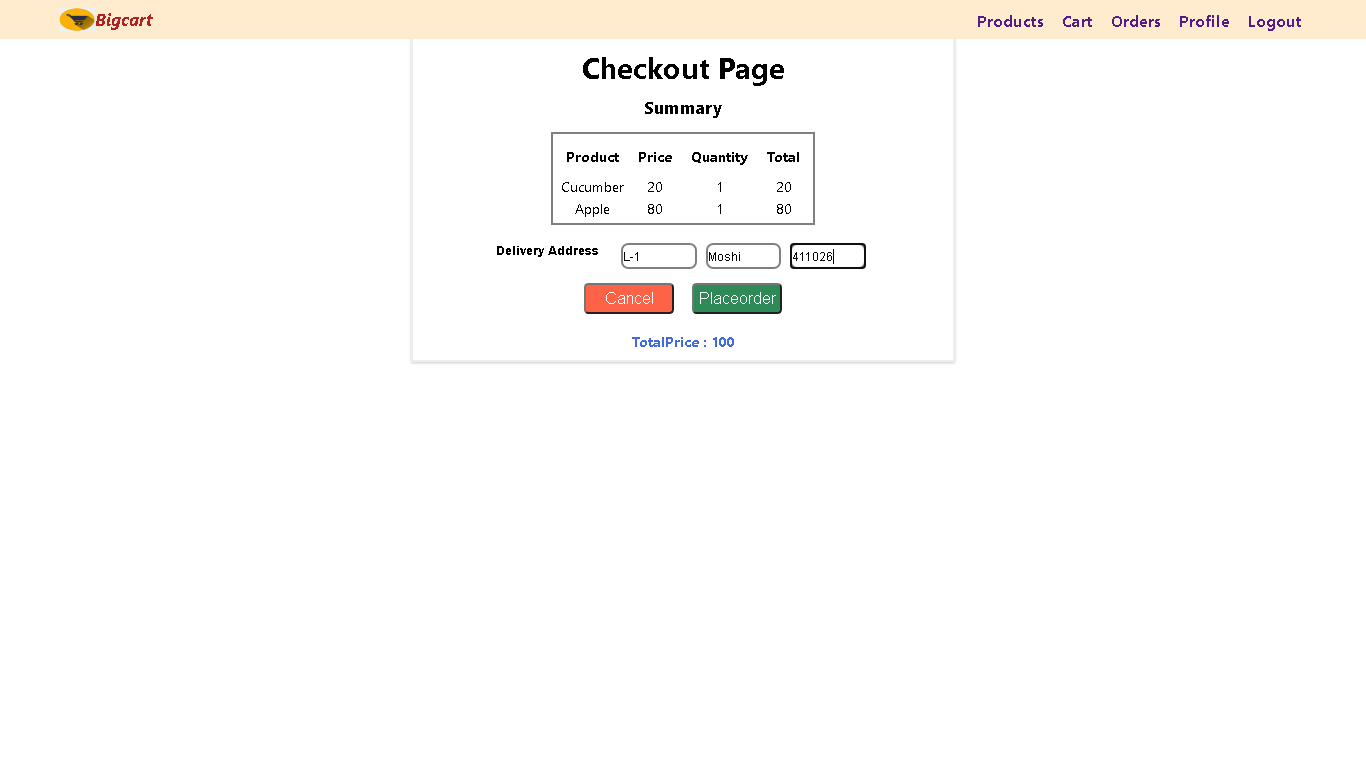 Bigcart Products Cart Orders Profile Logout
Checkout Page
Summary
Product Price Quantity Total
Cucumber 20 1 20
Apple 80 1 80
Delivery Address L-1 Moshi 411026
Cancel Placeorder
TotalPrice : 100